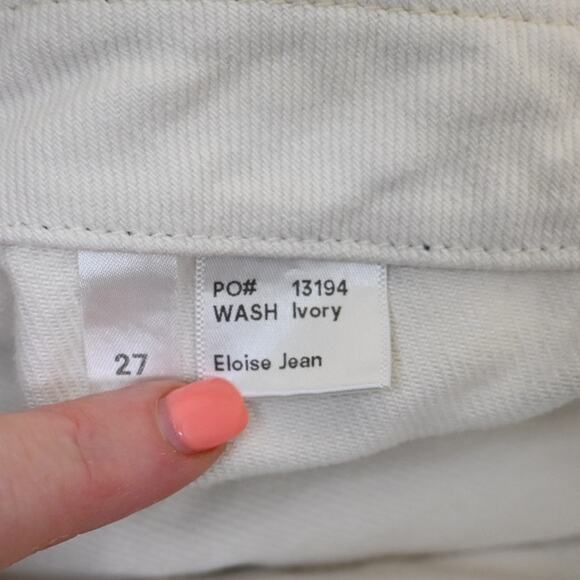 27
PO# 13194
WASH Ivory
Eloise Jean